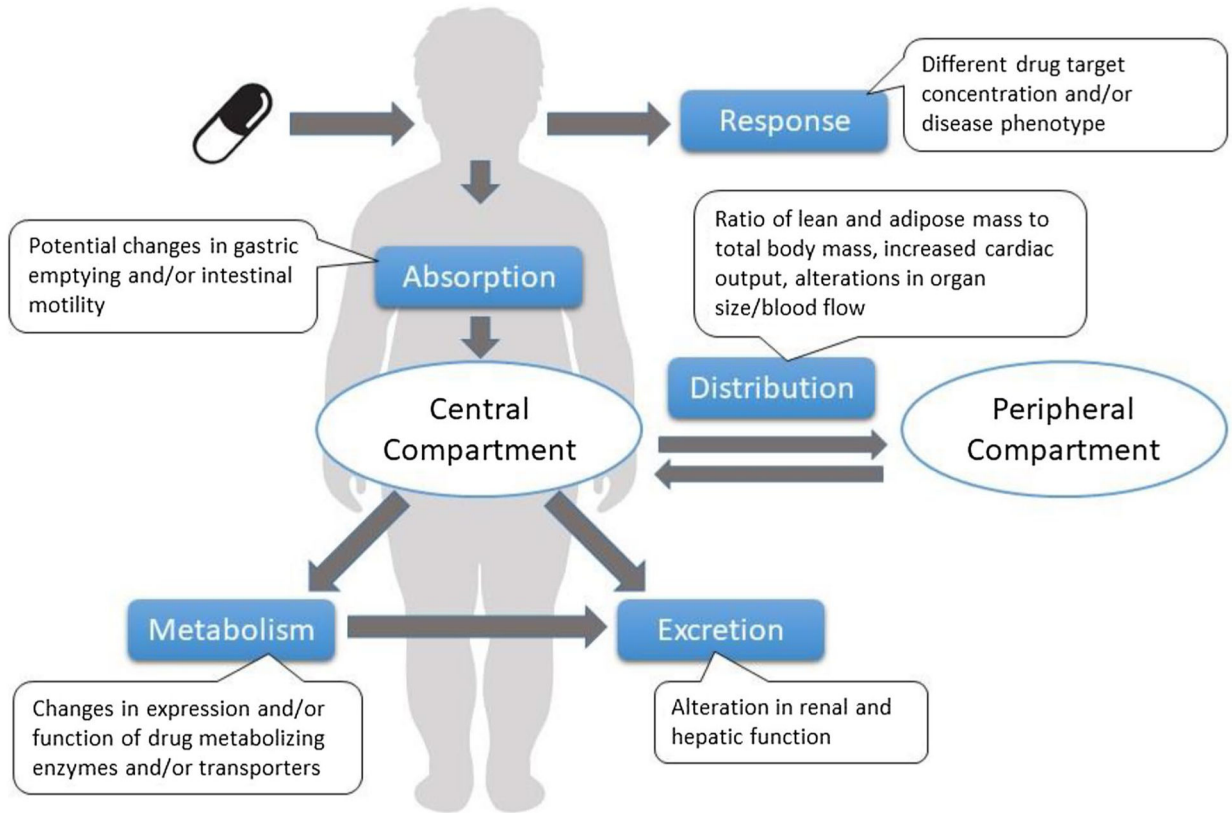 Different drug target
concentration and/or
disease phenotype
Response
Ratio of lean and adipose mass to
total body mass, increased cardiac
output, alterations in organ
size/blood flow
Potential changes in gastric
emptying and/or intestinal
motility
Absorption
Distribution
Central
Compartment
Peripheral
Compartment
Metabolism
Excretion
Changes in expression and/or
function of drug metabolizing
enzymes and/or transporters
Alteration in renal and
hepatic function